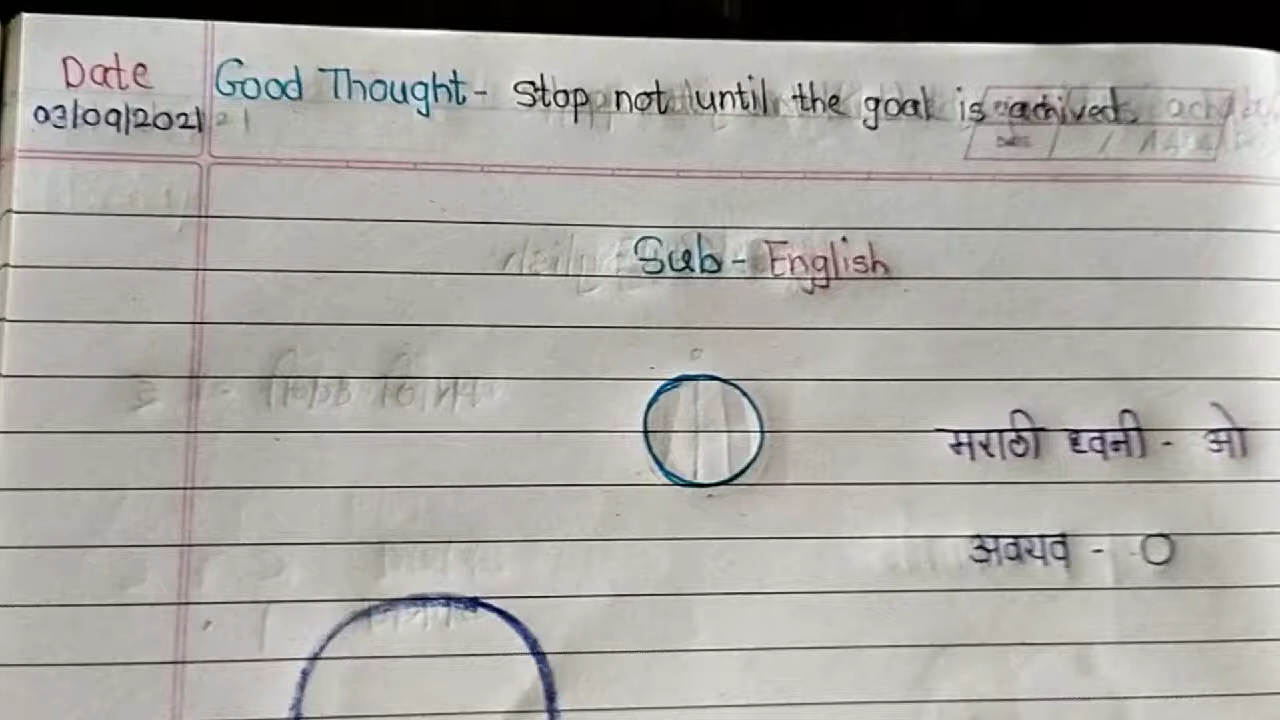 Date Good Thought - Stop not until the goal is achived.
03/09/2021
Sub - English
मराठी ध्वनी - ओ
अवयव - O